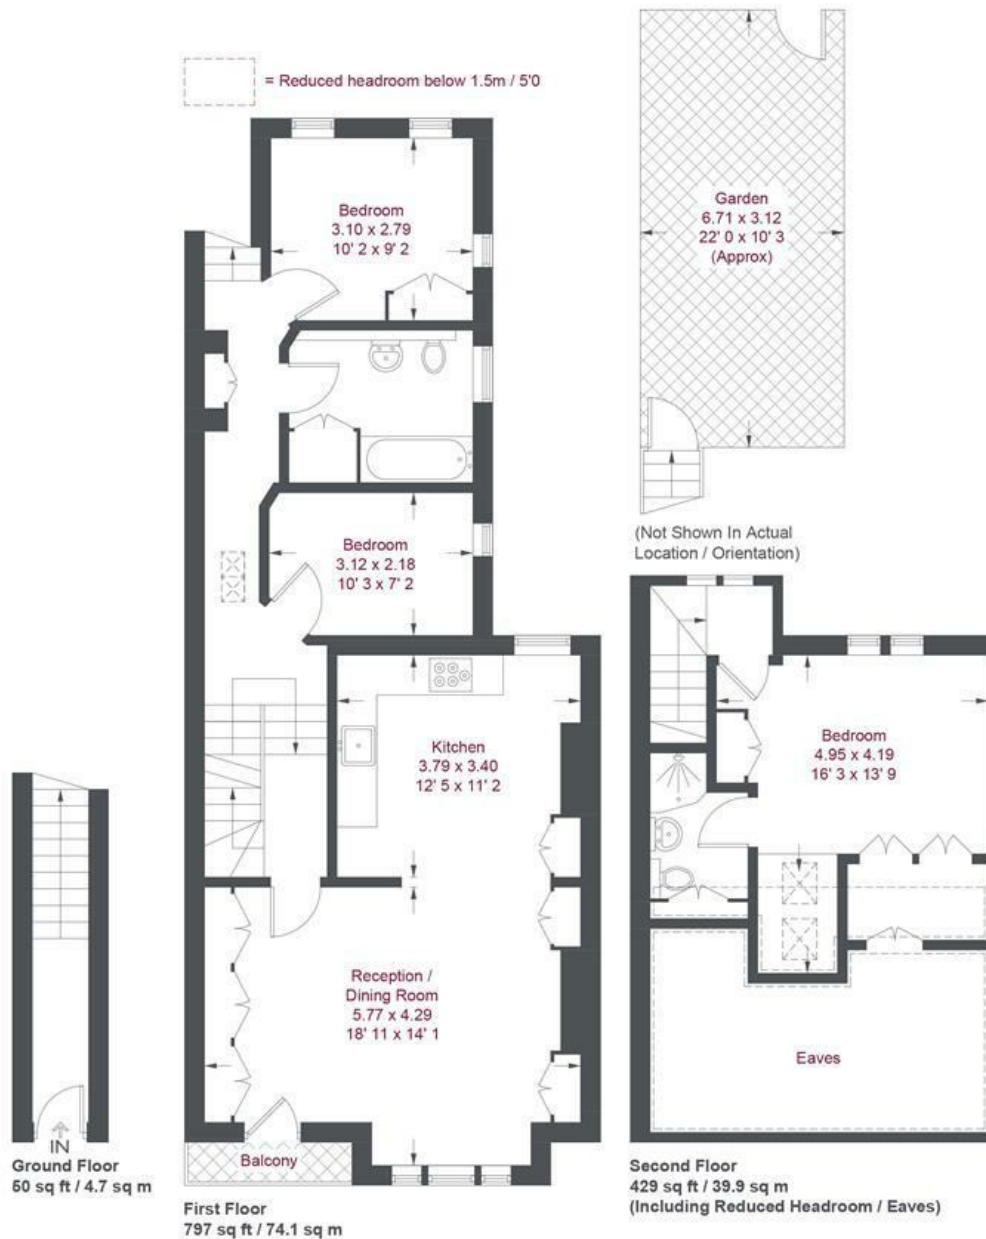 = Reduced headroom below 1.5m / 5'0
Bedroom
3.10 x 2.79
10' 2 x 9' 2
Garden
6.71 x 3.12
22' 0 x 10' 3
(Approx)
(Not Shown In Actual
Location / Orientation)
Bedroom
3.12 x 2.18
10' 3 x 7' 2
Kitchen
3.79 x 3.40
12' 5 x 11' 2
Bedroom
4.95 x 4.19
16' 3 x 13' 9
Reception /
Dining Room
5.77 x 4.29
18' 11 x 14' 1
Eaves
IN
Balcony
Ground Floor
50 sq ft / 4.7 sq m
First Floor
797 sq ft / 74.1 sq m
Second Floor
429 sq ft / 39.9 sq m
(Including Reduced Headroom / Eaves)